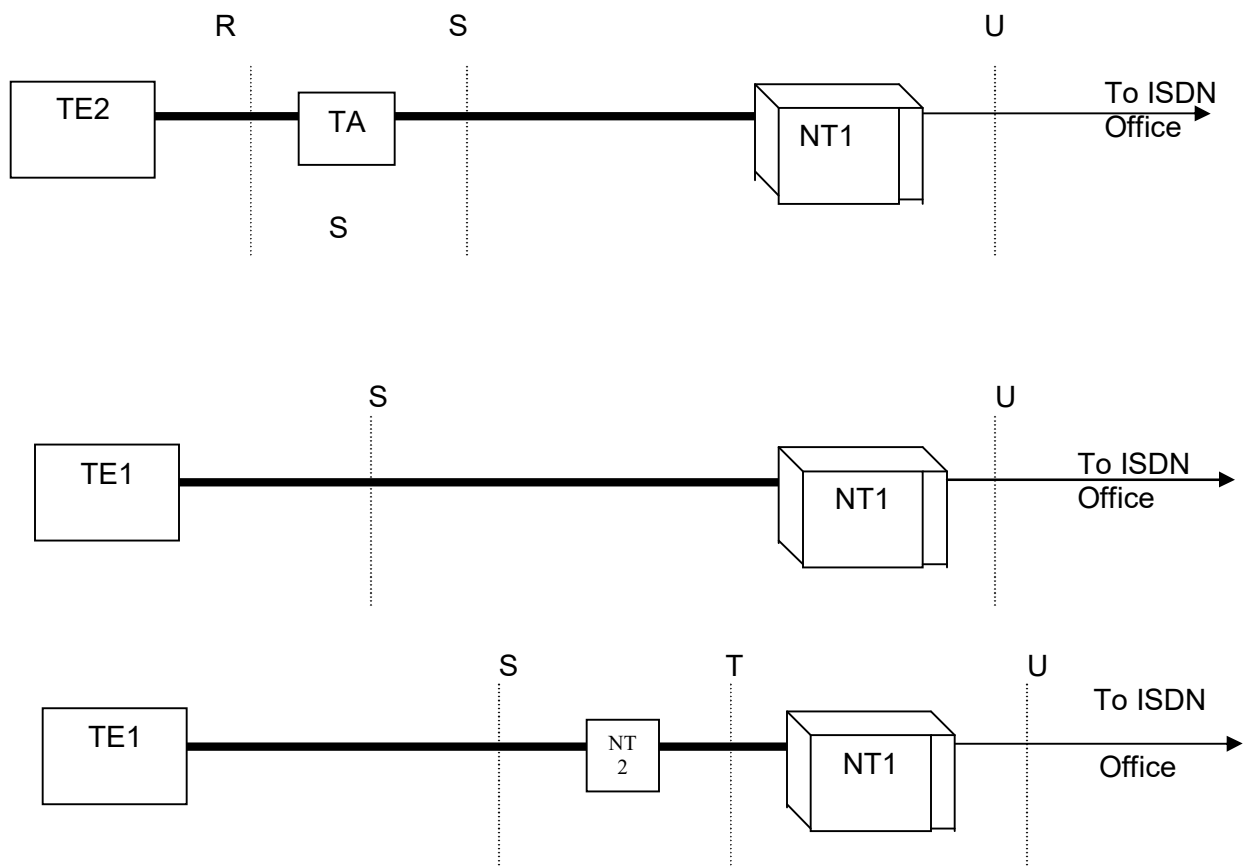 R S U
TE2 TA NT1 To ISDN
Office
S
S U
TE1 NT1 To ISDN
Office
S T U
To ISDN
TE1 NT NT1
2
Office